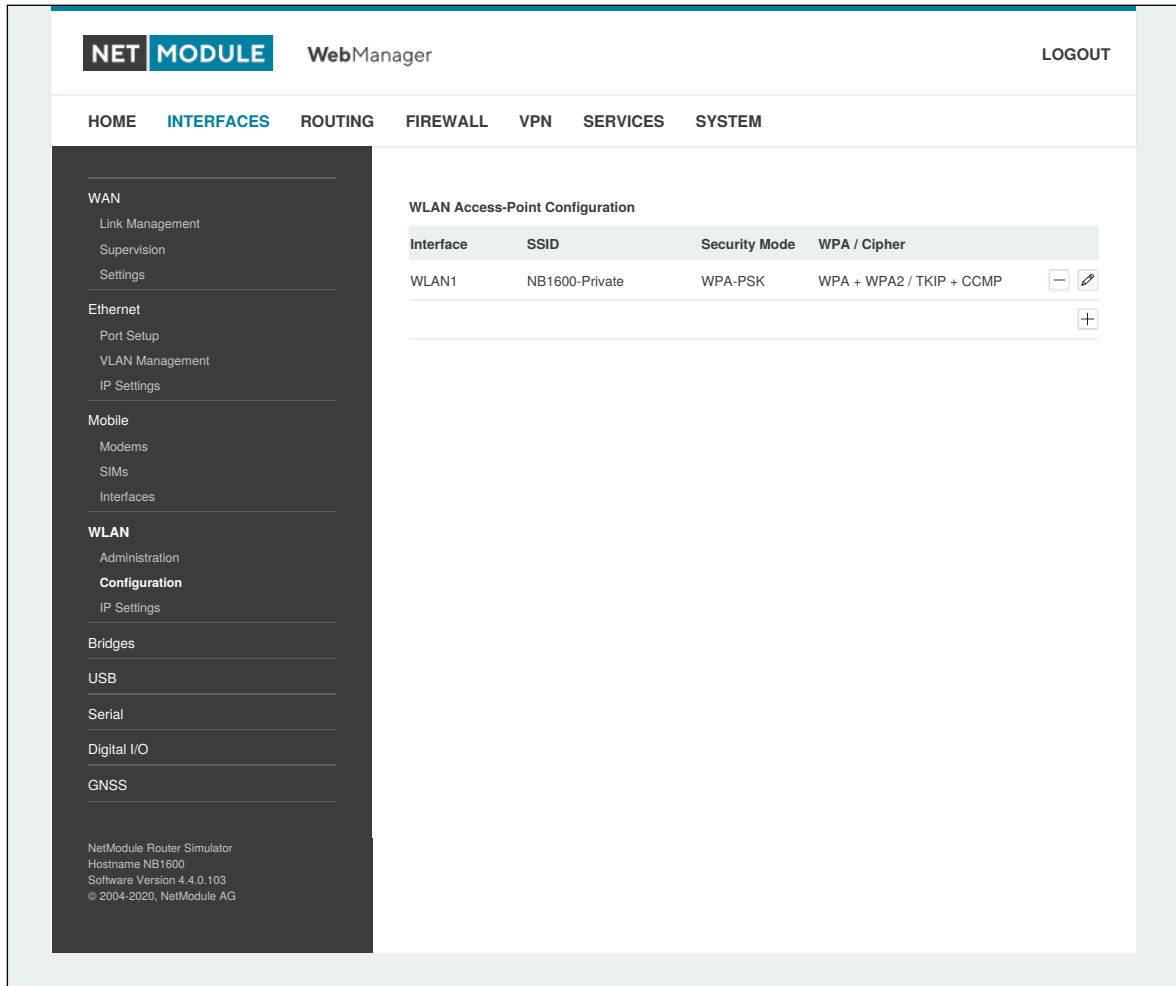 NET MODULE WebManager LOGOUT
HOME INTERFACES ROUTING FIREWALL VPN SERVICES SYSTEM
WAN
Link Management
Supervision
Settings
Ethernet
Port Setup
VLAN Management
IP Settings
Mobile
Modems
SIMs
Interfaces
WLAN
Administration
Configuration
IP Settings
Bridges
USB
Serial
Digital I/O
GNSS
NetModule Router Simulator
Hostname NB1600
Software Version 4.4.0.103
© 2004-2020, NetModule AG
WLAN Access-Point Configuration
Interface SSID Security Mode WPA / Cipher
WLAN1 NB1600-Private WPA-PSK WPA + WPA2 / TKIP + CCMP